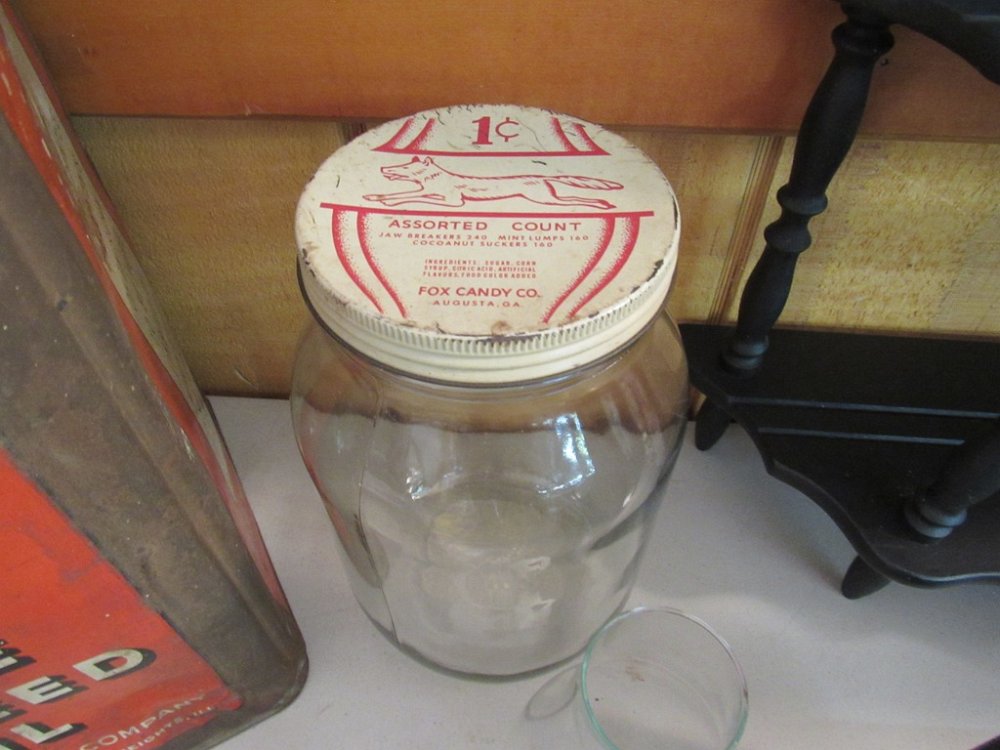 1¢
ASSORTED COUNT
JAW BREAKERS 240 MINT LUMPS 160
COCOANUT SUCKERS 160
INGREDIENTS: SUGAR, CORN
SYRUP, CITRIC ACID, ARTIFICIAL
FLAVORS, FOOD COLOR ADDED
FOX CANDY CO.
AUGUSTA, GA.
COMPANY